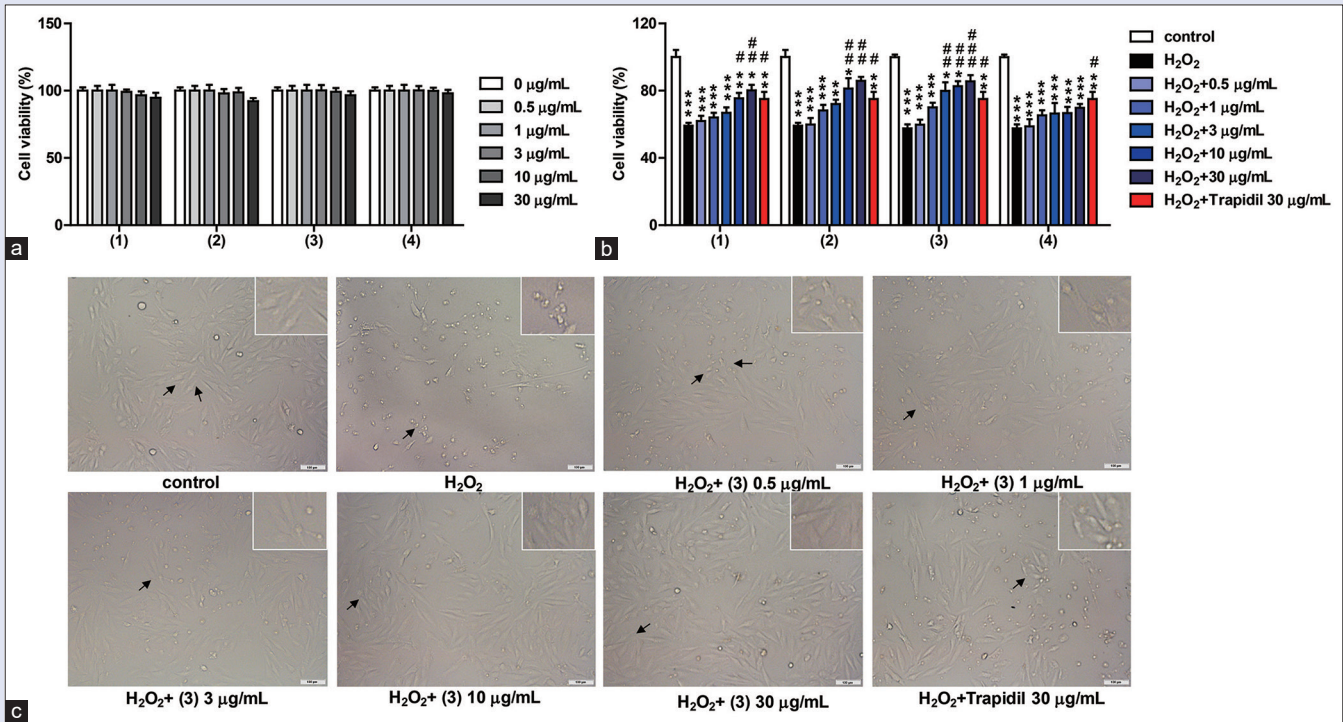 150
100
50
0
Cell viability (%)
(1) (2) (3) (4)
0 μg/mL
0.5 μg/mL
1 μg/mL
3 μg/mL
10 μg/mL
30 μg/mL
a
120
80
40
0
Cell viability (%)
(1) (2) (3) (4)
control
H₂O₂
H₂O₂+0.5 μg/mL
H₂O₂+1 μg/mL
H₂O₂+3 μg/mL
H₂O₂+10 μg/mL
H₂O₂+30 μg/mL
H₂O₂+Trapidil 30 μg/mL
b
control
H₂O₂
H₂O₂+ (3) 0.5 μg/mL
H₂O₂+ (3) 1 μg/mL
H₂O₂+ (3) 3 μg/mL
H₂O₂+ (3) 10 μg/mL
H₂O₂+ (3) 30 μg/mL
H₂O₂+Trapidil 30 μg/mL
c